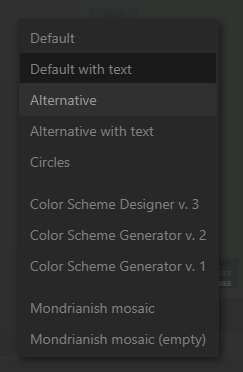 Default
Default with text
Alternative
Alternative with text
Circles
Color Scheme Designer v. 3
Color Scheme Generator v. 2
Color Scheme Generator v. 1
Mondrianish mosaic
Mondrianish mosaic (empty)